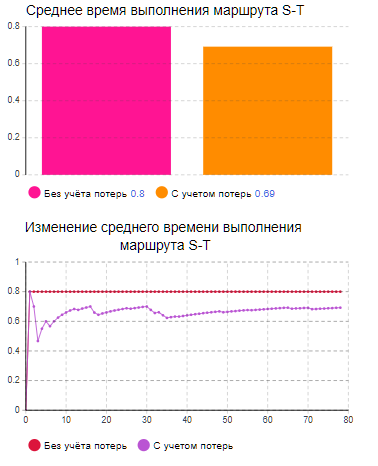 Среднее время выполнения маршрута S-T
0.8
0.6
0.4
0.2
0
Без учёта потерь 0.8 С учетом потерь 0.69
Изменение среднего времени выполнения
маршрута S-T
1
0.8
0.6
0.4
0.2
0
0 10 20 30 40 50 60 70 80
Без учёта потерь С учетом потерь